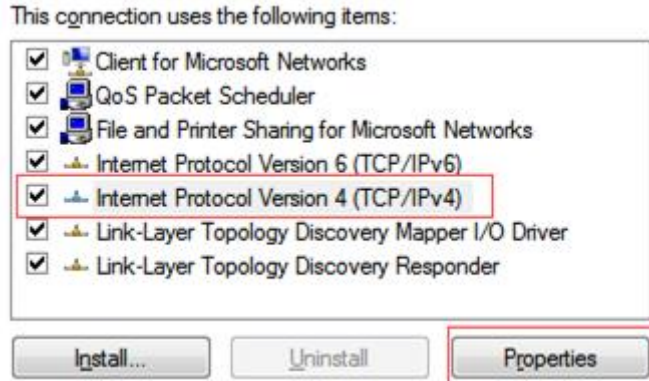 This connection uses the following items:
Client for Microsoft Networks
QoS Packet Scheduler
File and Printer Sharing for Microsoft Networks
Internet Protocol Version 6 (TCP/IPv6)
Internet Protocol Version 4 (TCP/IPv4)
Link-Layer Topology Discovery Mapper I/O Driver
Link-Layer Topology Discovery Responder
Install... Uninstall Properties